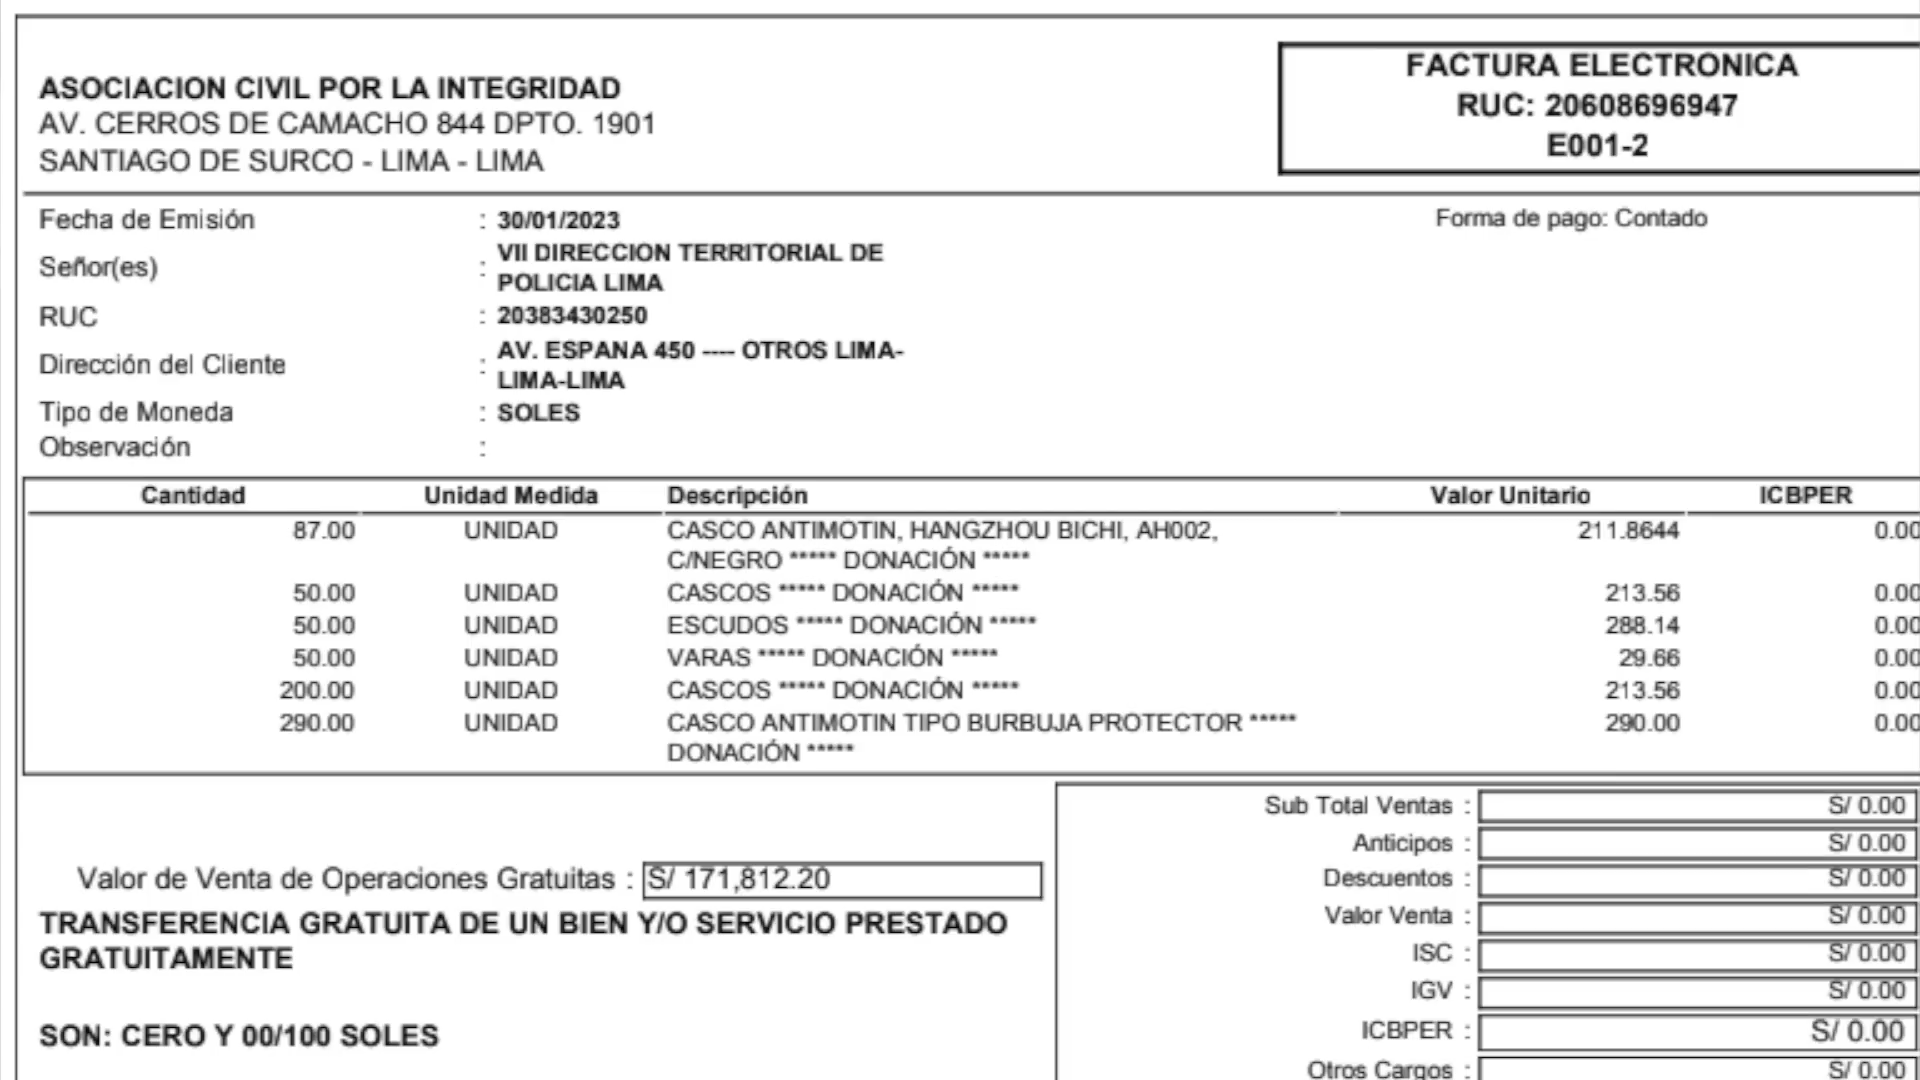 ASOCIACION CIVIL POR LA INTEGRIDAD
AV. CERROS DE CAMACHO 844 DPTO. 1901
SANTIAGO DE SURCO - LIMA - LIMA
FACTURA ELECTRONICA
RUC: 20608696947
E001-2
Fecha de Emisión : 30/01/2023
Forma de pago: Contado
Señor(es) : VII DIRECCION TERRITORIAL DE
POLICIA LIMA
RUC : 20383430250
Dirección del Cliente : AV. ESPANA 450 ---- OTROS LIMA-
LIMA-LIMA
Tipo de Moneda : SOLES
Observación :
Cantidad Unidad Medida Descripción Valor Unitario ICBPER
87.00 UNIDAD CASCO ANTIMOTIN, HANGZHOU BICHI, AH002, 211.8644 0.00
C/NEGRO ***** DONACIÓN *****
50.00 UNIDAD CASCOS ***** DONACIÓN ***** 213.56 0.00
50.00 UNIDAD ESCUDOS ***** DONACIÓN ***** 288.14 0.00
50.00 UNIDAD VARAS ***** DONACIÓN ***** 29.66 0.00
200.00 UNIDAD CASCOS ***** DONACIÓN ***** 213.56 0.00
290.00 UNIDAD CASCO ANTIMOTIN TIPO BURBUJA PROTECTOR ***** 290.00 0.00
DONACIÓN *****
Valor de Venta de Operaciones Gratuitas : S/ 171,812.20
TRANSFERENCIA GRATUITA DE UN BIEN Y/O SERVICIO PRESTADO
GRATUITAMENTE
SON: CERO Y 00/100 SOLES
Sub Total Ventas : S/ 0.00
Anticipos : S/ 0.00
Descuentos : S/ 0.00
Valor Venta : S/ 0.00
ISC : S/ 0.00
IGV : S/ 0.00
ICBPER : S/ 0.00
Otros Cargos : S/ 0.00